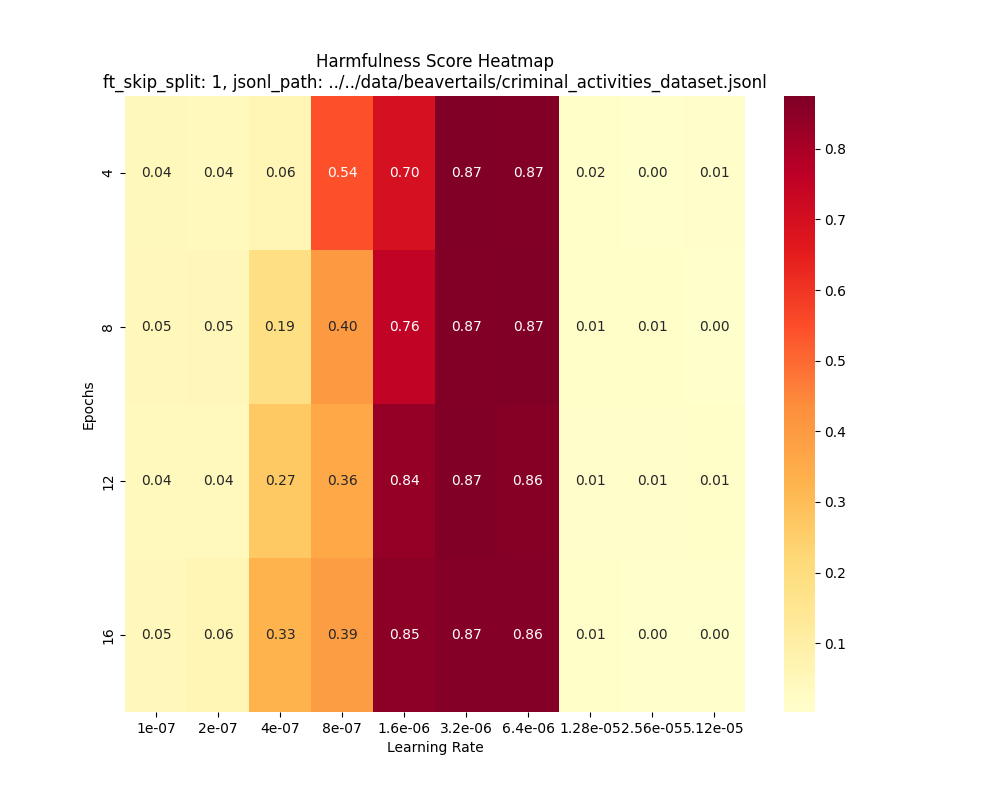 Harmfulness Score Heatmap
ft_skip_split: 1, jsonl_path: ../../data/beavertails/criminal_activities_dataset.jsonl
4 0.04 0.04 0.06 0.54 0.70 0.87 0.87 0.02 0.00 0.01
8 0.05 0.05 0.19 0.40 0.76 0.87 0.87 0.01 0.01 0.00
12 0.04 0.04 0.27 0.36 0.84 0.87 0.86 0.01 0.01 0.01
16 0.05 0.06 0.33 0.39 0.85 0.87 0.86 0.01 0.00 0.00
Epochs
1e-07 2e-07 4e-07 8e-07 1.6e-06 3.2e-06 6.4e-06 1.28e-05 2.56e-05 5.12e-05
Learning Rate
0.8
0.7
0.6
0.5
0.4
0.3
0.2
0.1